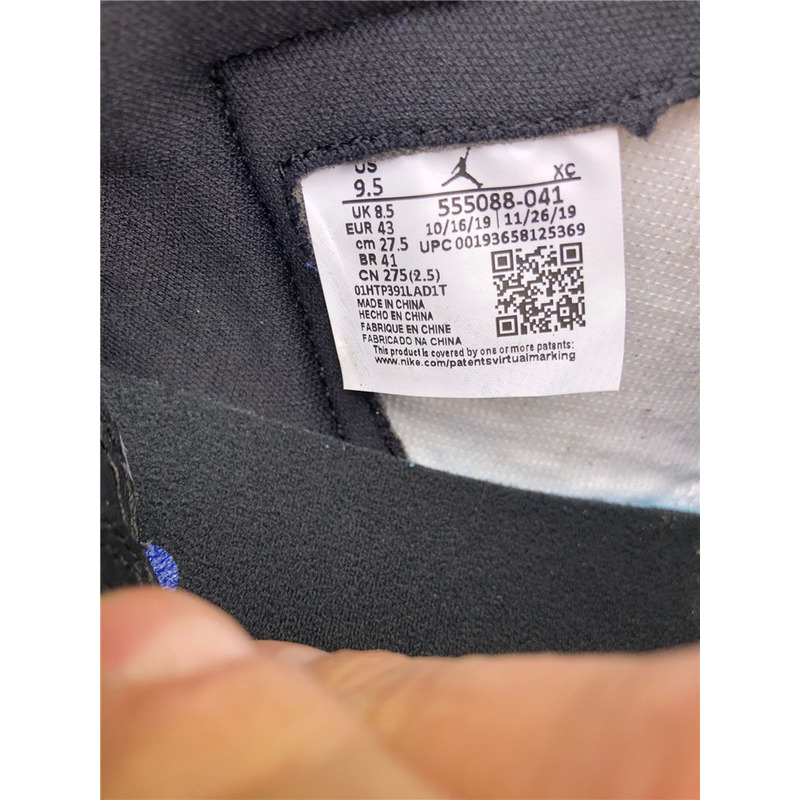 US
9.5
XC
UK 8.5
EUR 43
cm 27.5
BR 41
CN 275(2.5)
555088-041
10/16/19 | 11/26/19
UPC 00193658125369
01HTP391LAD1T
MADE IN CHINA
HECHO EN CHINA
FABRIQUE EN CHINE
FABRICADO NA CHINA
This product is covered by one or more patents:
www.nike.com/patentsvirtualmarking